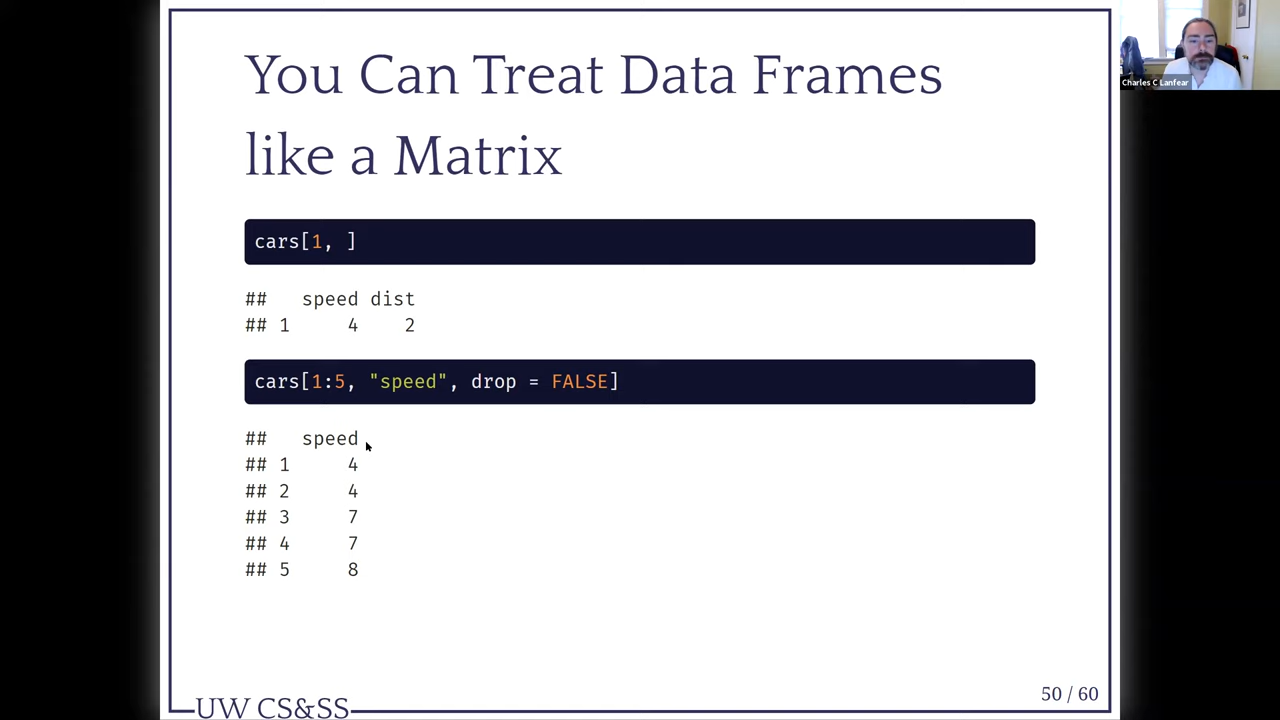 You Can Treat Data Frames
like a Matrix
cars[1, ]
##   speed dist
## 1     4    2
cars[1:5, "speed", drop = FALSE]
##   speed
## 1     4
## 2     4
## 3     7
## 4     7
## 5     8
UW CS&SS
50 / 60
Charles C Lanfear